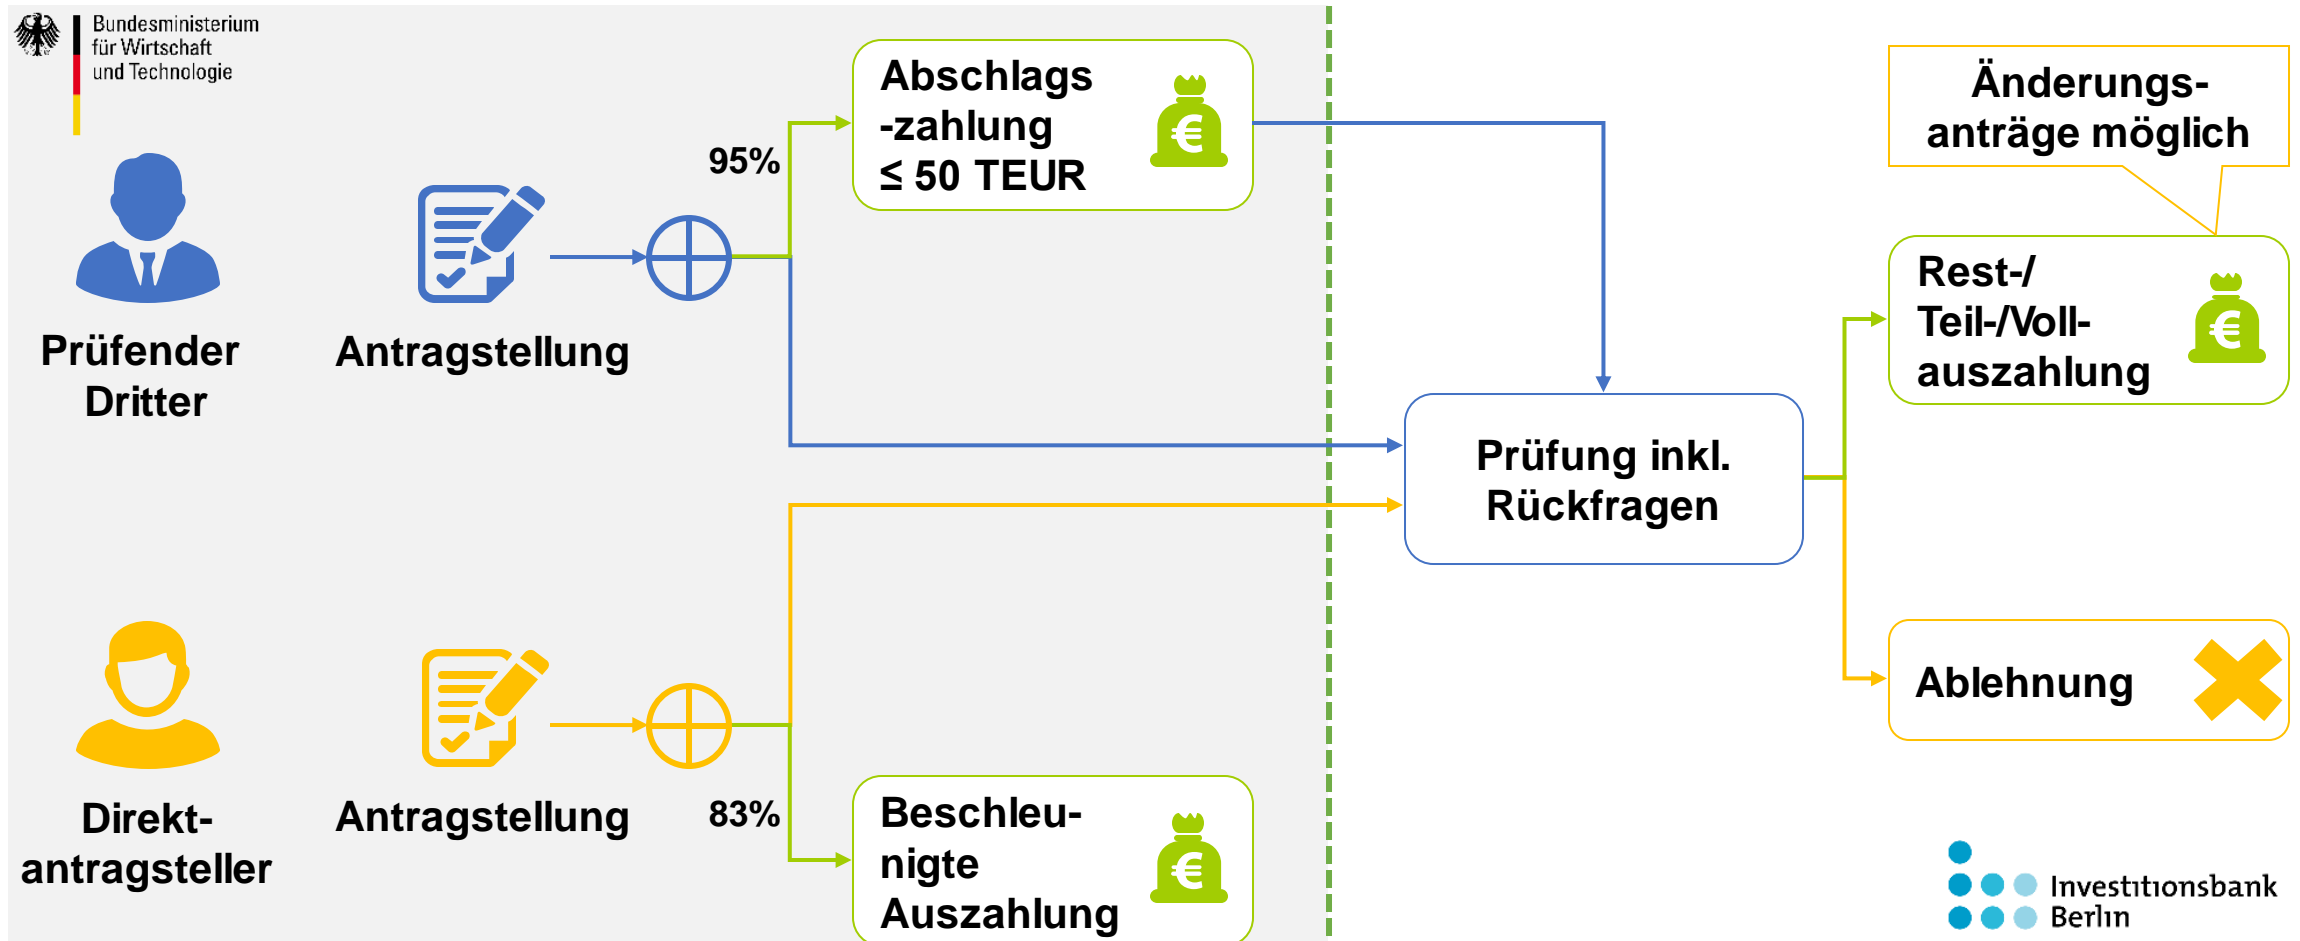 Bundesministerium
für Wirtschaft
und Technologie
Abschlags
-zahlung
≤ 50 TEUR
€
95%
Änderungs-
anträge möglich
Prüfender
Dritter
Antragstellung
Rest-/
Teil-/Voll-
auszahlung
€
Prüfung inkl.
Rückfragen
Ablehnung
Direkt-
antragsteller
Antragstellung
83%
Beschleu-
nigte
Auszahlung
€
Investitionsbank
Berlin